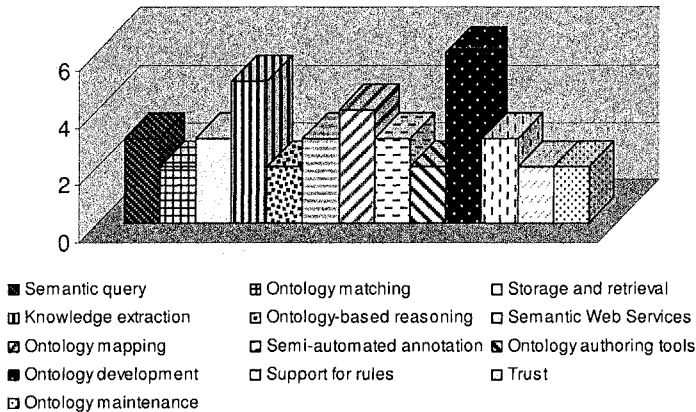 6
4
2
0
Semantic query Ontology matching Storage and retrieval
Knowledge extraction Ontology-based reasoning Semantic Web Services
Ontology mapping Semi-automated annotation Ontology authoring tools
Ontology development Support for rules Trust
Ontology maintenance